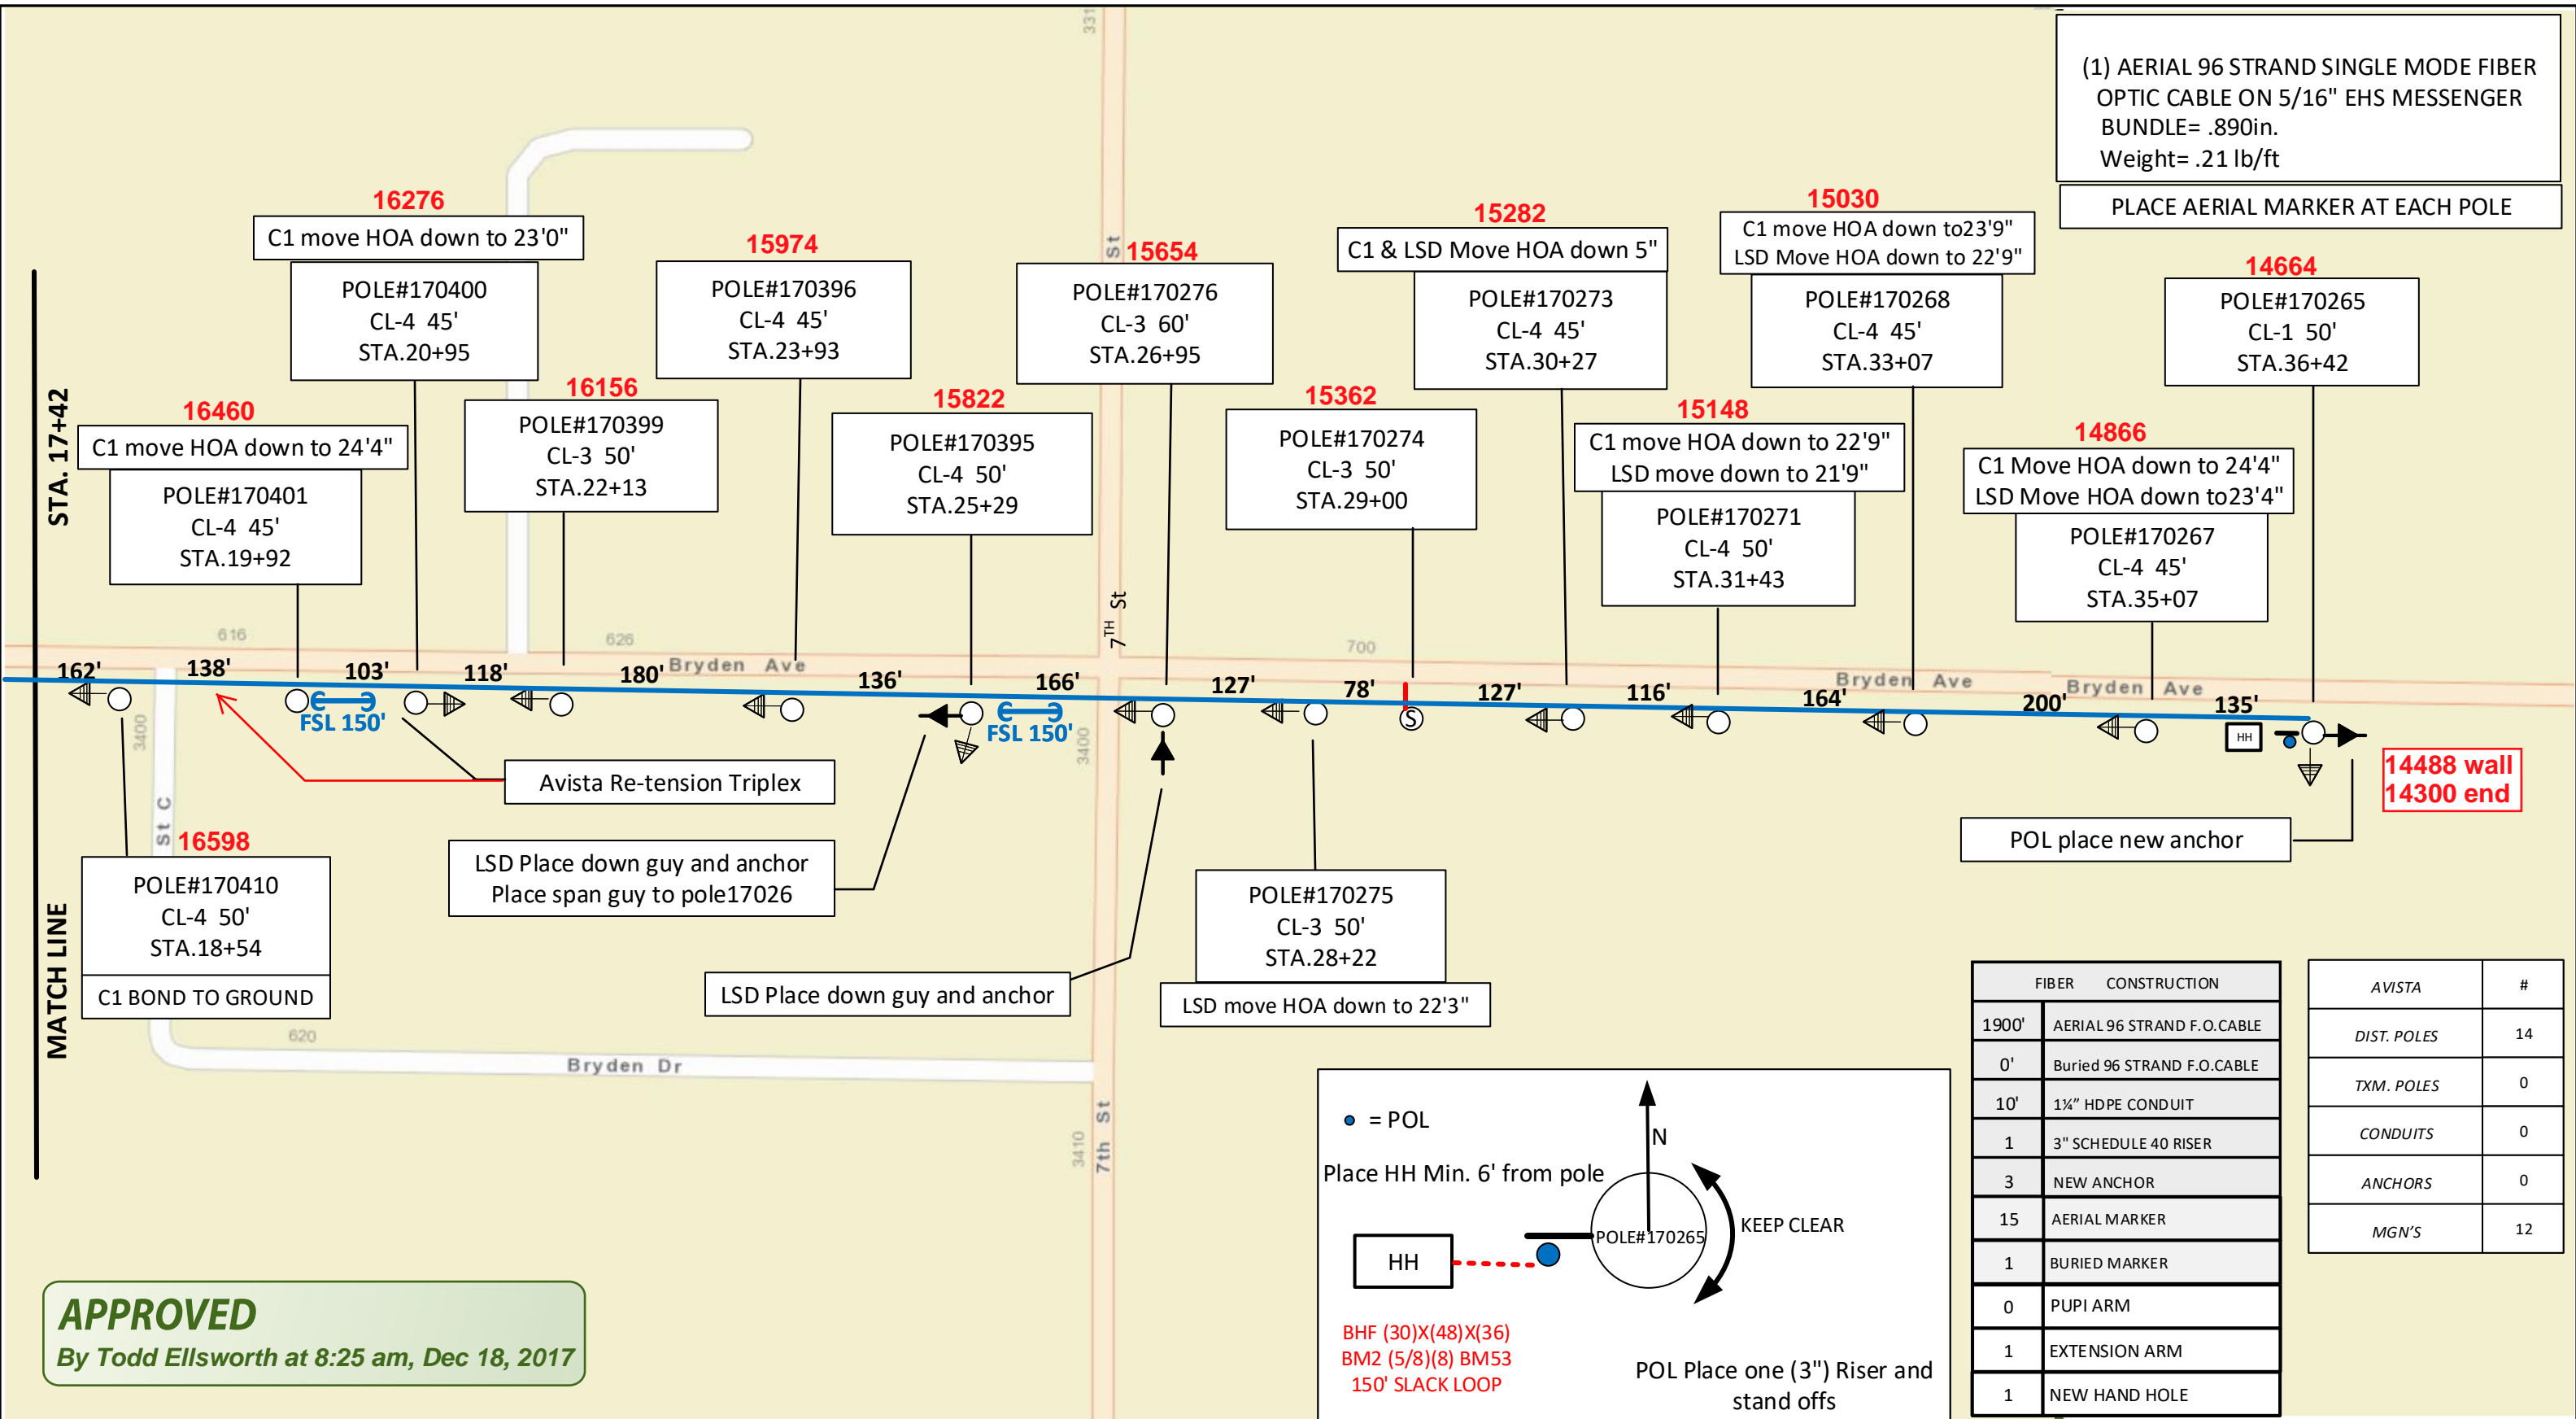 (1) AERIAL 96 STRAND SINGLE MODE FIBER
OPTIC CABLE ON 5/16" EHS MESSENGER
BUNDLE= .890in.
Weight= .21 lb/ft
PLACE AERIAL MARKER AT EACH POLE
STA. 17+42
MATCH LINE
16460
C1 move HOA down to 24'4"
POLE#170401
CL-4 45'
STA.19+92
16276
C1 move HOA down to 23'0"
POLE#170400
CL-4 45'
STA.20+95
16156
POLE#170399
CL-3 50'
STA.22+13
15974
POLE#170396
CL-4 45'
STA.23+93
15822
POLE#170395
CL-4 50'
STA.25+29
15654
POLE#170276
CL-3 60'
STA.26+95
15362
POLE#170274
CL-3 50'
STA.29+00
15282
C1 & LSD Move HOA down 5"
POLE#170273
CL-4 45'
STA.30+27
15148
C1 move HOA down to 22'9"
LSD move down to 21'9"
POLE#170271
CL-4 50'
STA.31+43
15030
C1 move HOA down to23'9"
LSD Move HOA down to 22'9"
POLE#170268
CL-4 45'
STA.33+07
14866
C1 Move HOA down to 24'4"
LSD Move HOA down to23'4"
POLE#170267
CL-4 45'
STA.35+07
14664
POLE#170265
CL-1 50'
STA.36+42
331
St
7TH St
616
626
700
Bryden Ave
Bryden Ave
Bryden Ave
162'
138'
103'
118'
180'
136'
166'
127'
78'
127'
116'
164'
200'
135'
FSL 150'
FSL 150'
S
HH
3400
St C
3400
14488 wall
14300 end
Avista Re-tension Triplex
LSD Place down guy and anchor
Place span guy to pole17026
LSD Place down guy and anchor
POL place new anchor
16598
POLE#170410
CL-4 50'
STA.18+54
C1 BOND TO GROUND
POLE#170275
CL-3 50'
STA.28+22
LSD move HOA down to 22'3"
620
Bryden Dr
3410
7th St
= POL
Place HH Min. 6' from pole
N
POLE#170265
KEEP CLEAR
HH
BHF (30)X(48)X(36)
BM2 (5/8)(8) BM53
150' SLACK LOOP
POL Place one (3") Riser and
stand offs
FIBER CONSTRUCTION
1900' AERIAL 96 STRAND F.O.CABLE
0' Buried 96 STRAND F.O.CABLE
10' 1¼" HDPE CONDUIT
1 3" SCHEDULE 40 RISER
3 NEW ANCHOR
15 AERIAL MARKER
1 BURIED MARKER
0 PUPI ARM
1 EXTENSION ARM
1 NEW HAND HOLE
AVISTA #
DIST. POLES 14
TXM. POLES 0
CONDUITS 0
ANCHORS 0
MGN'S 12
APPROVED
By Todd Ellsworth at 8:25 am, Dec 18, 2017